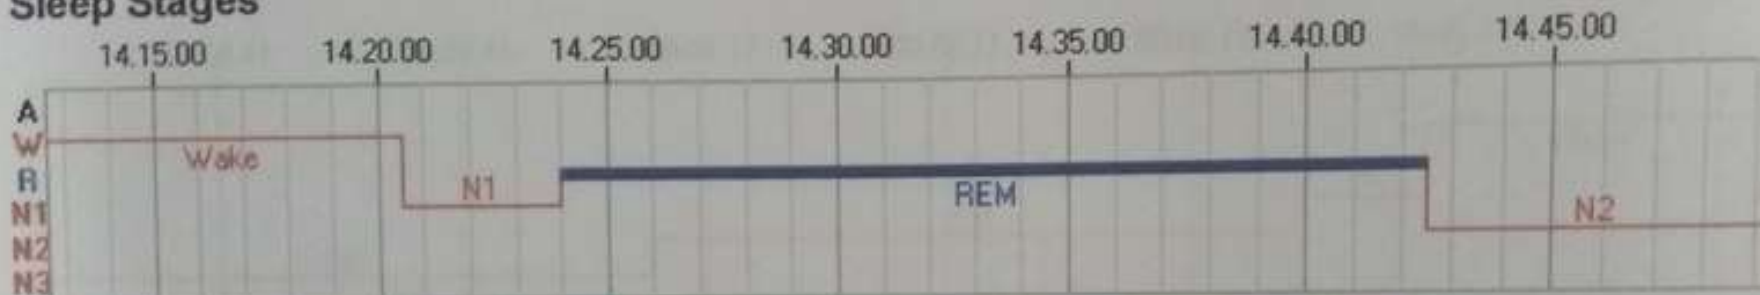 Sleep Stages
14.15.00 14.20.00 14.25.00 14.30.00 14.35.00 14.40.00 14.45.00
A
W Wake
R REM
N1 N1
N2 N2
N3